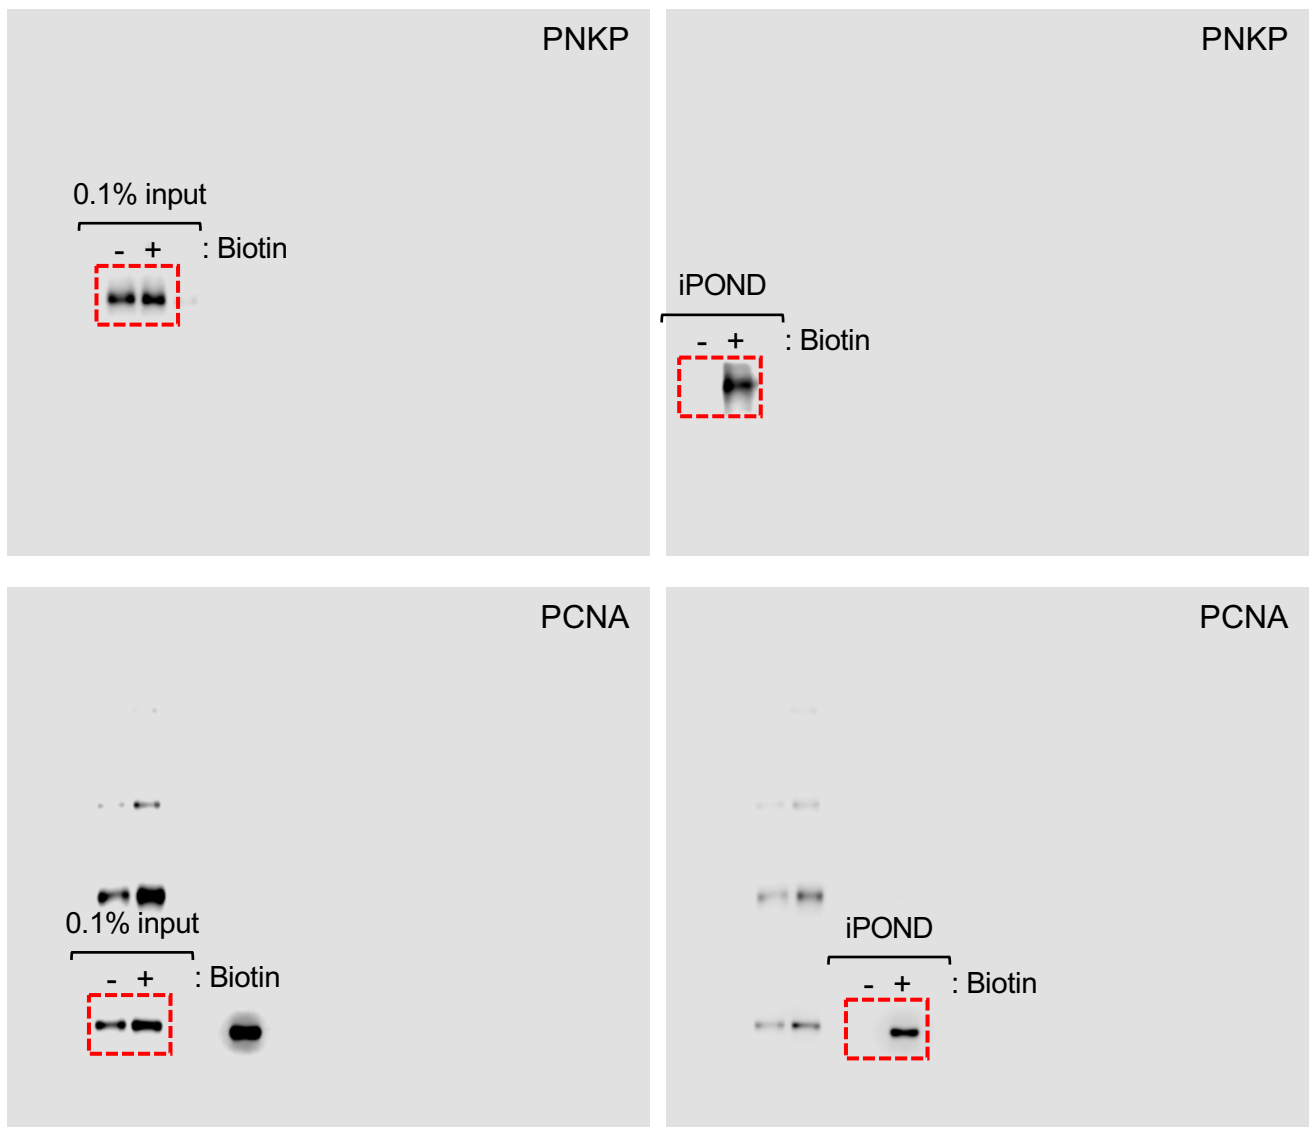 PNKP
0.1% input
- + : Biotin
PNKP
iPOND
- + : Biotin
PCNA
0.1% input
- + : Biotin
PCNA
iPOND
- + : Biotin